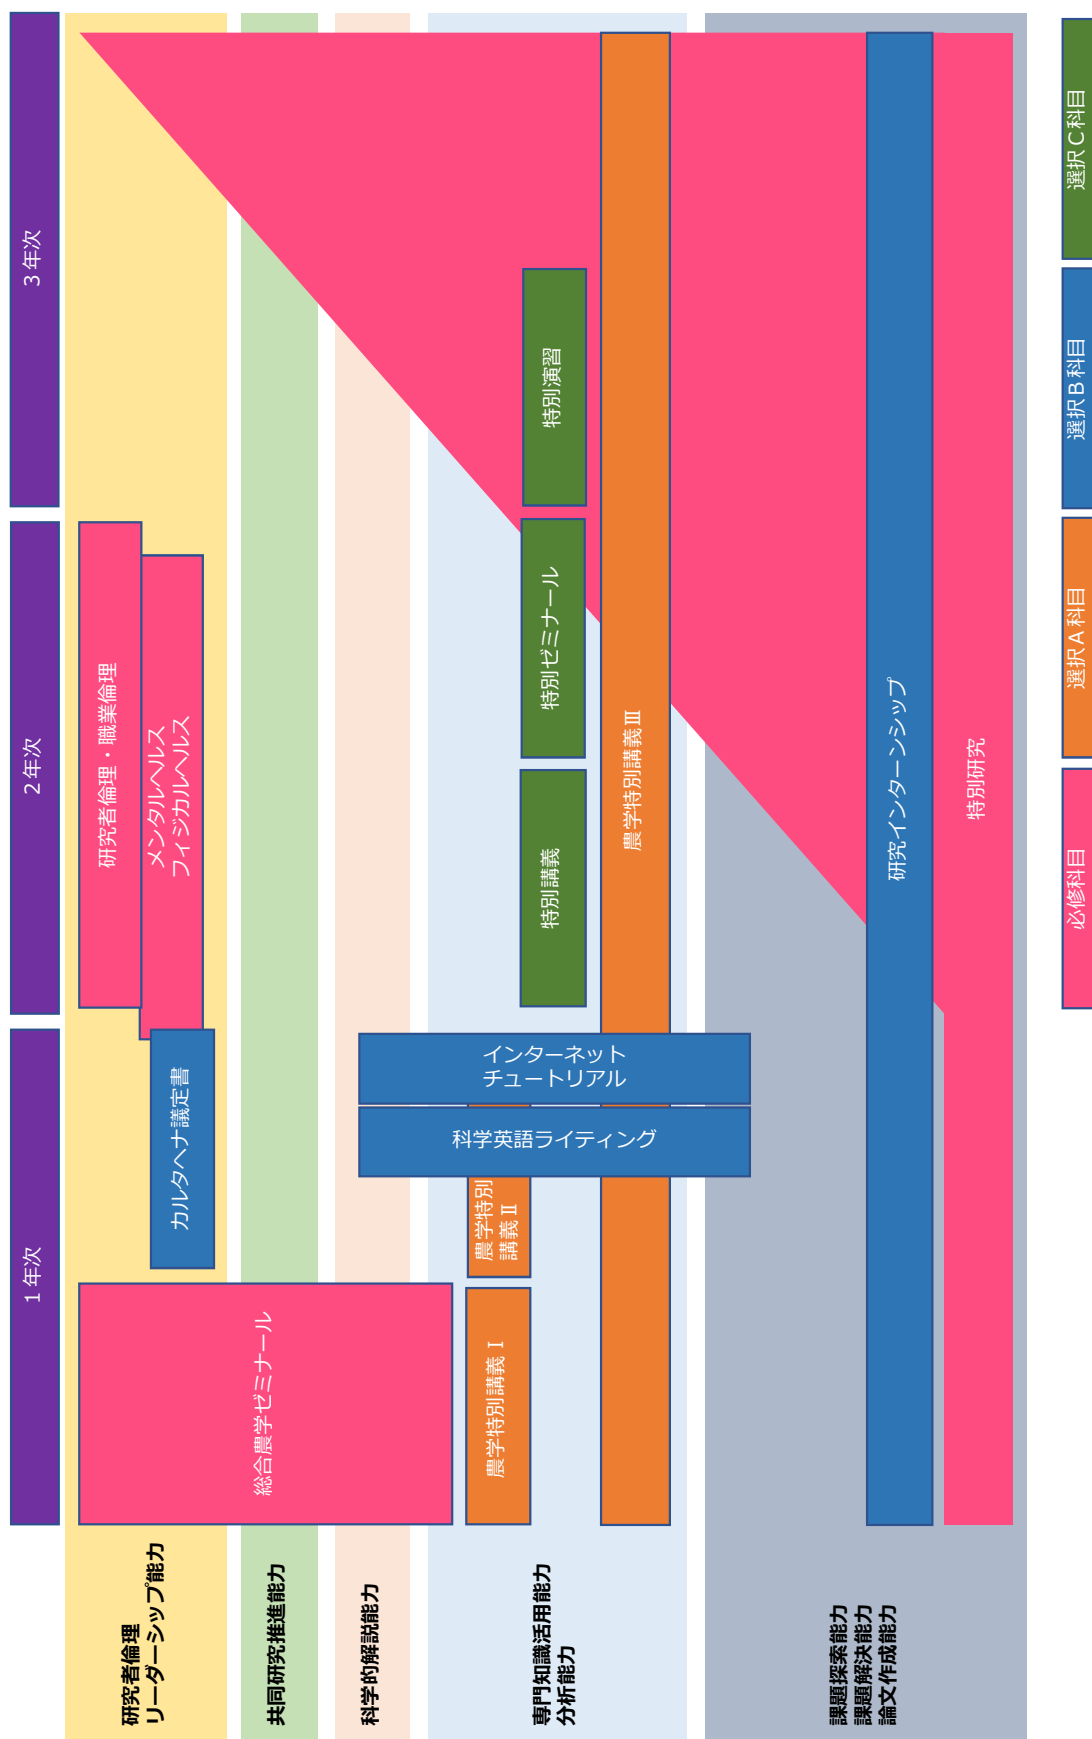 1年次
2年次
3年次
研究者倫理
リーダーシップ能力
共同研究推進能力
科学的解説能力
専門知識活用能力
分析能力
課題探索能力
課題解決能力
論文作成能力
総合農学ゼミナール
カルタヘナ議定書
研究者倫理・職業倫理
メンタルヘルス
フィジカルヘルス
農学特別講義Ⅰ
農学特別
講義Ⅱ
科学英語ライティング
インターネット
チュートリアル
特別講義
特別ゼミナール
特別演習
農学特別講義Ⅲ
研究インターンシップ
特別研究
必修科目
選択A科目
選択B科目
選択C科目